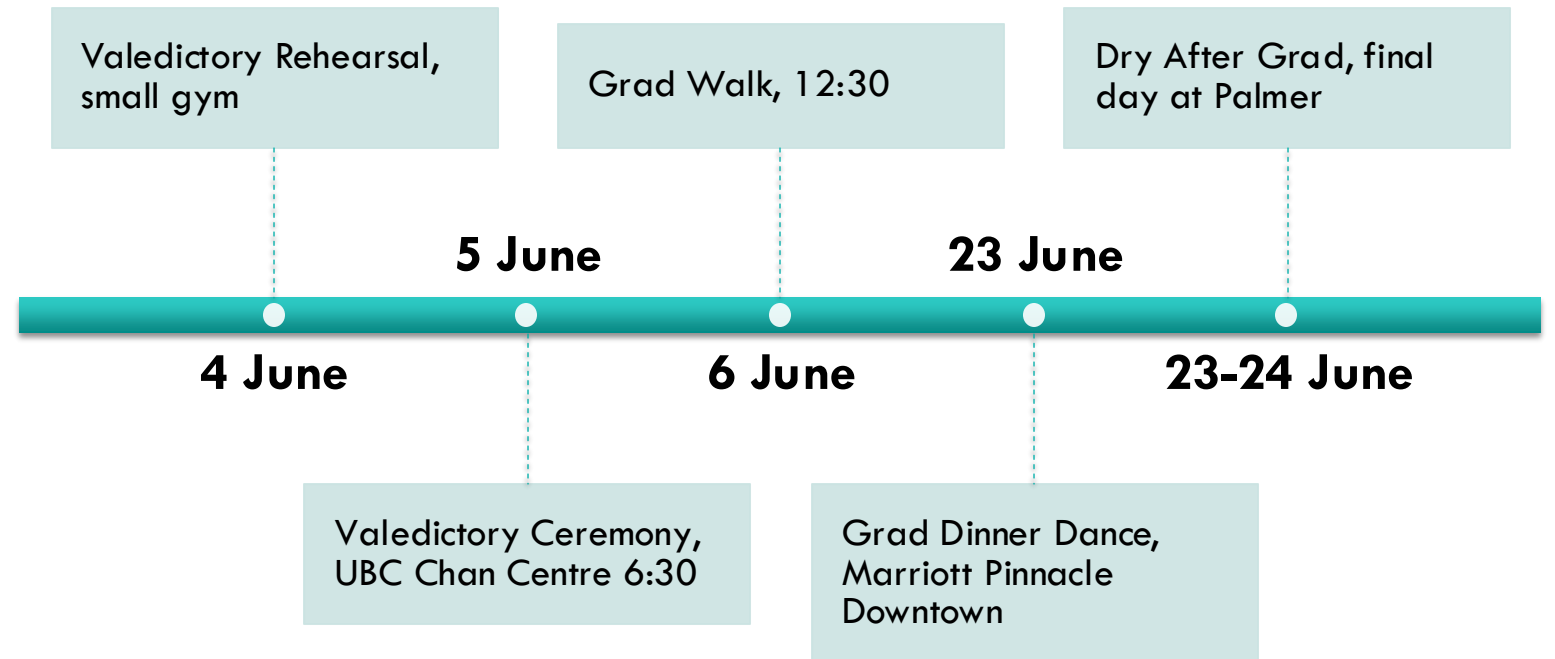 Valedictory Rehearsal,
small gym
Grad Walk, 12:30
Dry After Grad, final
day at Palmer
5 June
23 June
4 June
6 June
23-24 June
Valedictory Ceremony,
UBC Chan Centre 6:30
Grad Dinner Dance,
Marriott Pinnacle
Downtown